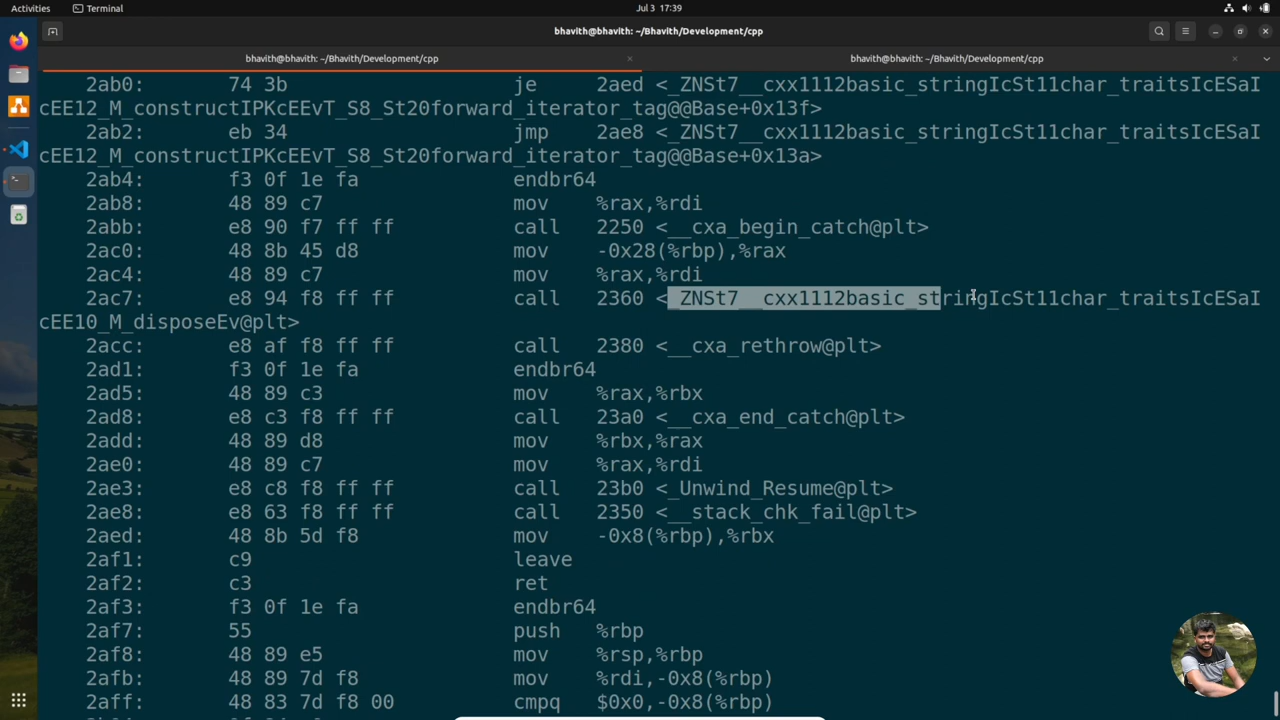 Activities
Terminal
Jul 3 17:39
bhavith@bhavith: ~/Bhavith/Development/cpp
bhavith@bhavith: ~/Bhavith/Development/cpp
bhavith@bhavith: ~/Bhavith/Development/cpp
2ab0: 74 3b je 2aed <_ZNSt7__cxx1112basic_stringIcSt11char_traitsIcESaI
cEE12_M_constructIPKcEEvT_S8_St20forward_iterator_tag@@Base+0x13f>
2ab2: eb 34 jmp 2ae8 <_ZNSt7__cxx1112basic_stringIcSt11char_traitsIcESaI
cEE12_M_constructIPKcEEvT_S8_St20forward_iterator_tag@@Base+0x13a>
2ab4: f3 0f 1e fa endbr64
2ab8: 48 89 c7 mov %rax,%rdi
2abb: e8 90 f7 ff ff call 2250 <__cxa_begin_catch@plt>
2ac0: 48 8b 45 d8 mov -0x28(%rbp),%rax
2ac4: 48 89 c7 mov %rax,%rdi
2ac7: e8 94 f8 ff ff call 2360 <_ZNSt7__cxx1112basic_stringIcSt11char_traitsIcESaI
cEE10_M_disposeEv@plt>
2acc: e8 af f8 ff ff call 2380 <__cxa_rethrow@plt>
2ad1: f3 0f 1e fa endbr64
2ad5: 48 89 c3 mov %rax,%rbx
2ad8: e8 c3 f8 ff ff call 23a0 <__cxa_end_catch@plt>
2add: 48 89 d8 mov %rbx,%rax
2ae0: 48 89 c7 mov %rax,%rdi
2ae3: e8 c8 f8 ff ff call 23b0 <_Unwind_Resume@plt>
2ae8: e8 63 f8 ff ff call 2350 <__stack_chk_fail@plt>
2aed: 48 8b 5d f8 mov -0x8(%rbp),%rbx
2af1: c9 leave
2af2: c3 ret
2af3: f3 0f 1e fa endbr64
2af7: 55 push %rbp
2af8: 48 89 e5 mov %rsp,%rbp
2afb: 48 89 7d f8 mov %rdi,-0x8(%rbp)
2aff: 48 83 7d f8 00 cmpq $0x0,-0x8(%rbp)